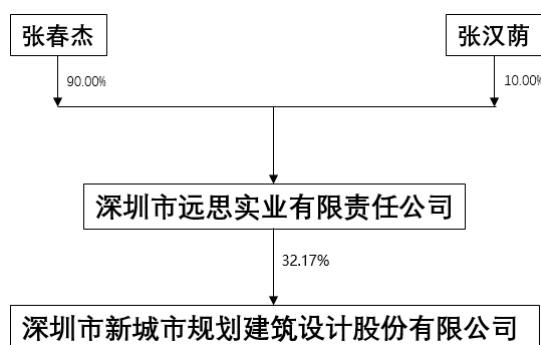 张春杰
张汉荫
90.00%
10.00%
深圳市远思实业有限责任公司
32.17%
深圳市新城市规划建筑设计股份有限公司